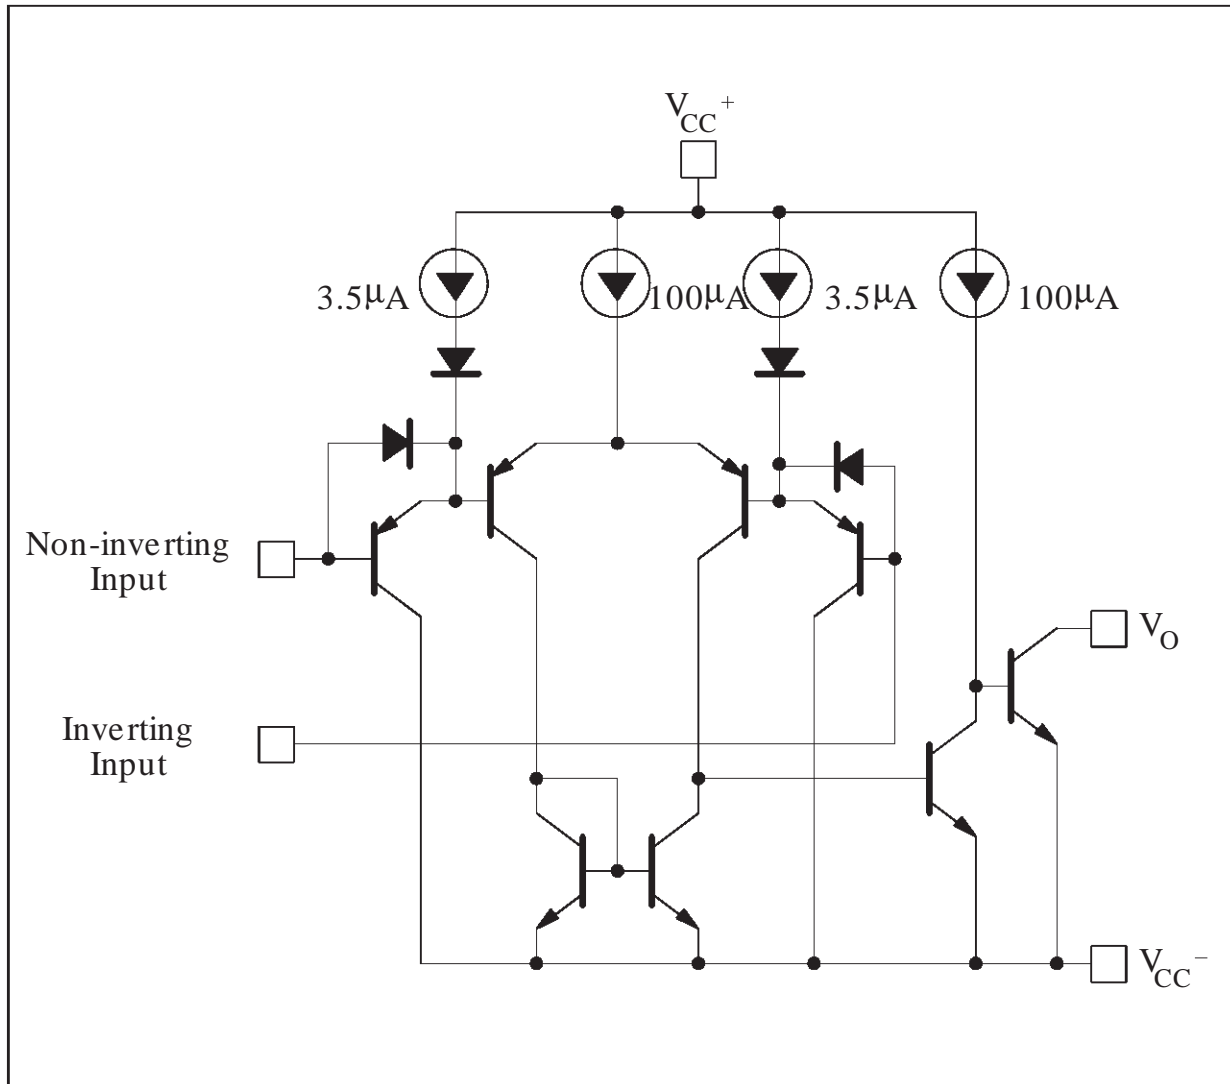 VCC+
3.5µA
100µA
3.5µA
100µA
Non-inverting
Input
VO
Inverting
Input
VCC−